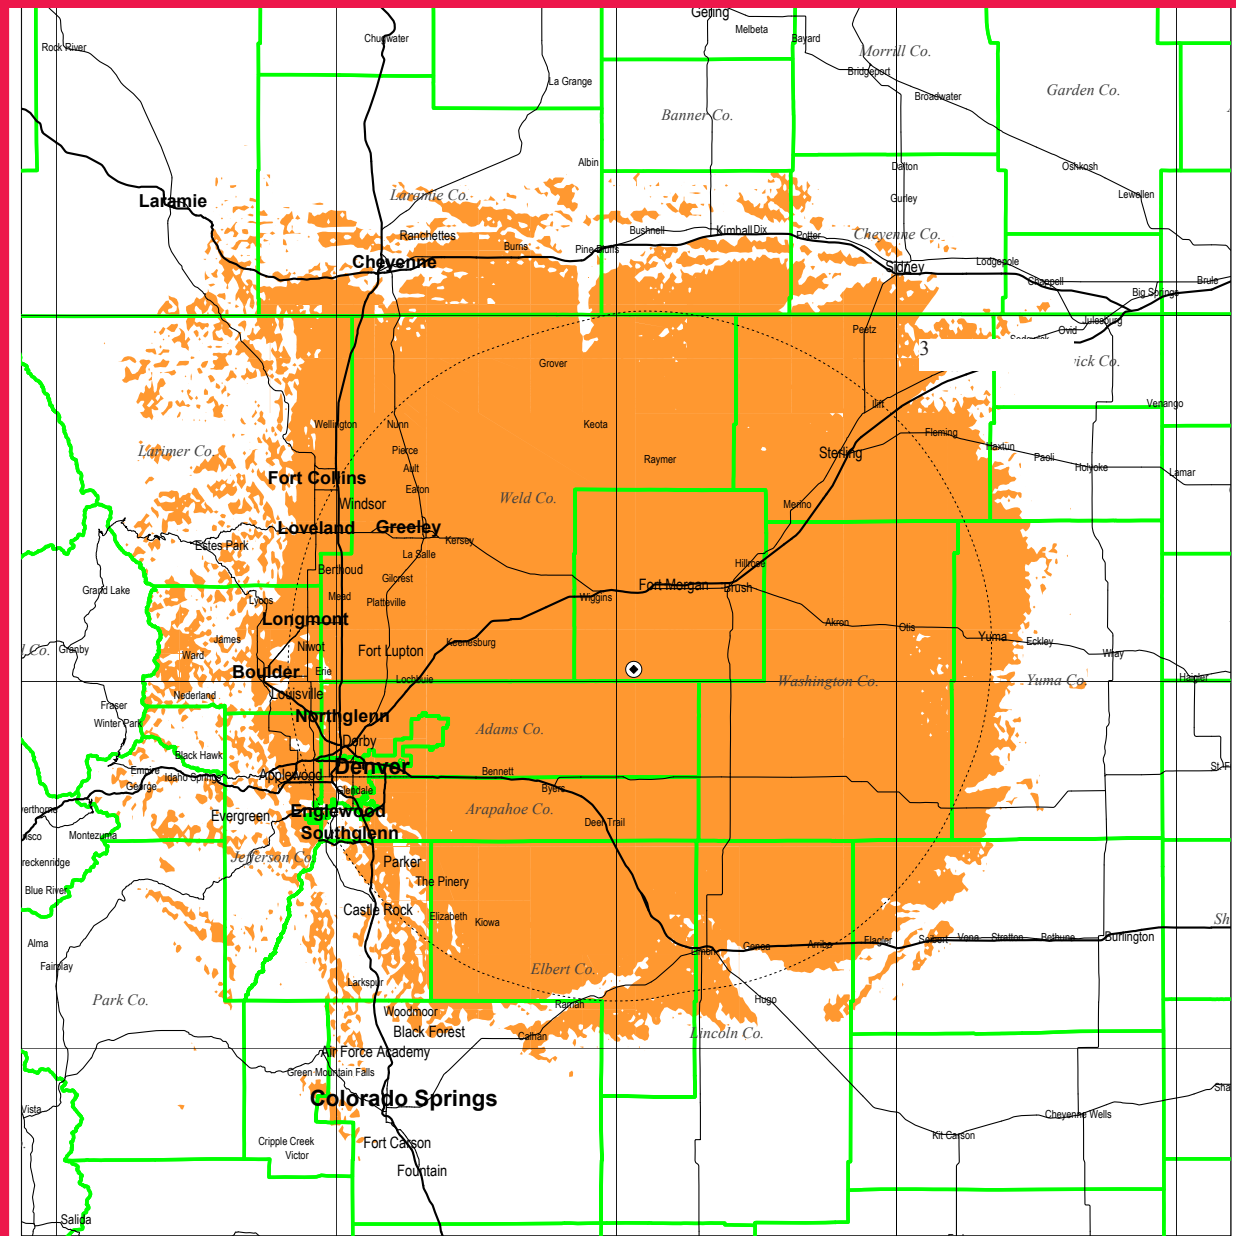 Gering
Melbeta
Chugwater
Bayard
Rock River
Morrill Co.
Bridgeport
La Grange
Garden Co.
Broadwater
Banner Co.
Albin
Dalton
Oshkosh
Lewellen
Laramie Co.
Laramie
Gurley
Kimball
Dix
Bushnell
Ranchettes
Potter
Cheyenne Co.
Burns
Pine Bluffs
Cheyenne
Sidney
Lodgepole
Chappell
Brule
Big Springs
Julesburg
Peetz
Ovid
3
Grover
Iliff
Venango
Wellington
Nunn
Keota
Fleming
Haxtun
Larimer Co.
Pierce
Sterling
Paoli
Raymer
Ault
Holyoke
Lamar
Fort Collins
Eaton
Weld Co.
Windsor
Merino
Loveland
Greeley
Kersey
Estes Park
La Salle
Hillrose
Berthoud
Gilcrest
Fort Morgan
Brush
Grand Lake
Mead
Wiggins
Lyons
Platteville
Longmont
Akron
Otis
James
Yuma
Eckley
Keenesburg
Niwot
Fort Lupton
l Co.
Granby
Ward
Wray
Boulder
Erie
Lochbuie
Washington Co.
Yuma Co.
Haigler
Nederland
Louisville
Fraser
Northglenn
Winter Park
Adams Co.
Derby
Black Hawk
Denver
Empire
Idaho Springs
Applewood
Bennett
St. F
George
Glendale
Byers
verthorne
Evergreen
Englewood
Arapahoe Co.
Deer Trail
Southglenn
Montezuma
Jefferson Co.
Parker
reckenridge
The Pinery
Blue River
Castle Rock
Elizabeth
Kiowa
Sh
Alma
Limon
Genoa
Arriba
Flagler
Seibert
Vona
Stratton
Bethune
Burlington
Fairplay
Elbert Co.
Larkspur
Park Co.
Ramah
Hugo
Woodmoor
Black Forest
Calhan
Lincoln Co.
Air Force Academy
Green Mountain Falls
Sha
Colorado Springs
Vista
Cheyenne Wells
Kit Carson
Cripple Creek
Fort Carson
Victor
Fountain
Salida